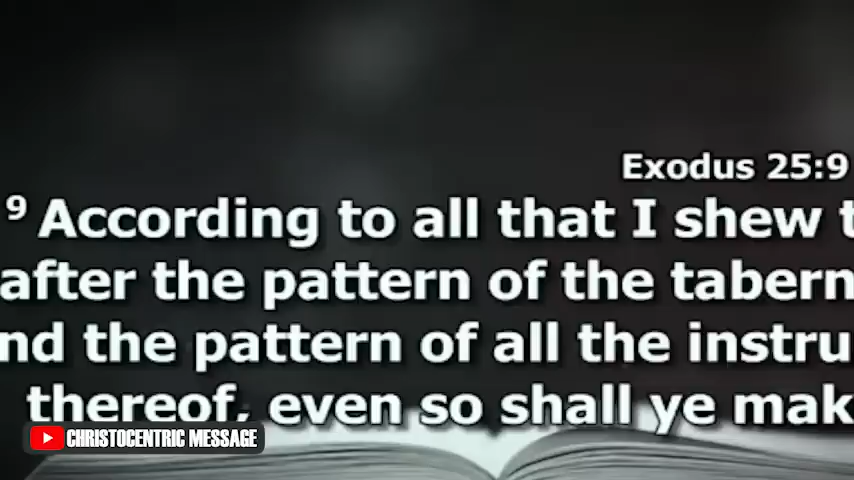 Exodus 25:9
9 According to all that I shew t
after the pattern of the tabern
nd the pattern of all the instru
thereof, even so shall ye mak
CHRISTOCENTRIC MESSAGE